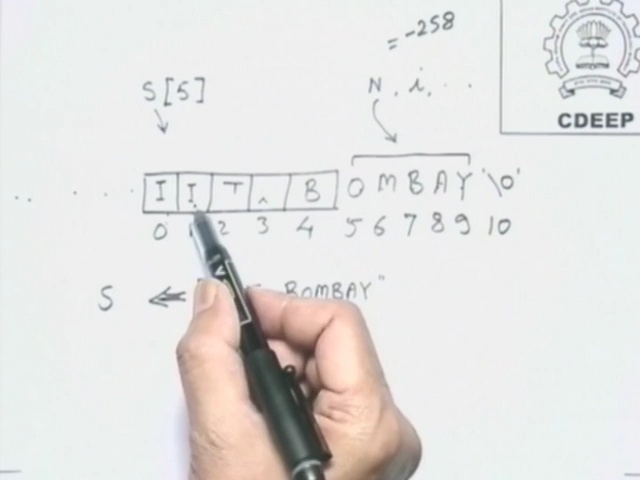 = -258
S[5]
N, i, ...
CDEEP
I I T ^ B O M B A Y '\0'
0 1 2 3 4 5 6 7 8 9 10
S ⇐ BOMBAY"